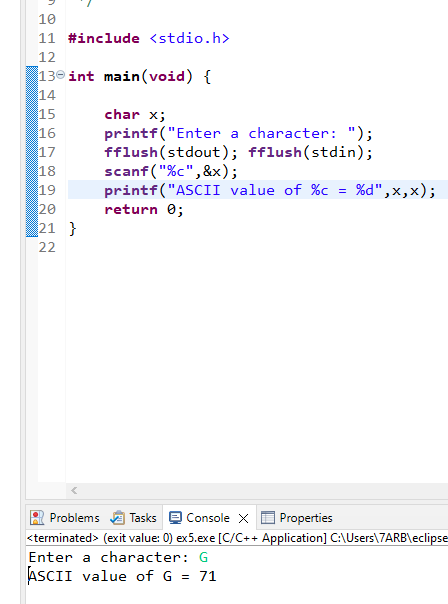 9 */
10
11 #include <stdio.h>
12
13 int main(void) {
14
15     char x;
16     printf("Enter a character: ");
17     fflush(stdout); fflush(stdin);
18     scanf("%c",&x);
19     printf("ASCII value of %c = %d",x,x);
20     return 0;
21 }
22
Problems Tasks Console Properties
<terminated> (exit value: 0) ex5.exe [C/C++ Application] C:\Users\7ARB\eclipse
Enter a character: G
ASCII value of G = 71